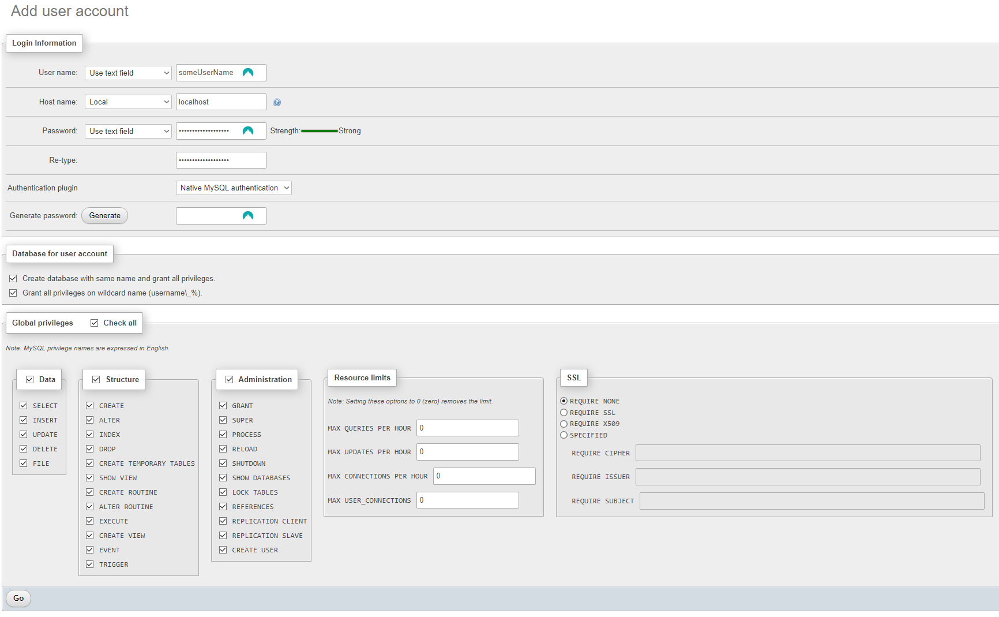 Add user account
Login Information
User name: Use text field someUserName
Host name: Local localhost
Password: Use text field •••••••••••••••••••• Strength: Strong
Re-type: ••••••••••••••••••••
Authentication plugin Native MySQL authentication
Generate password: Generate
Database for user account
Create database with same name and grant all privileges.
Grant all privileges on wildcard name (username\_%).
Global privileges Check all
Note: MySQL privilege names are expressed in English.
Data
SELECT
INSERT
UPDATE
DELETE
FILE
Structure
CREATE
ALTER
INDEX
DROP
CREATE TEMPORARY TABLES
SHOW VIEW
CREATE ROUTINE
ALTER ROUTINE
EXECUTE
CREATE VIEW
EVENT
TRIGGER
Administration
GRANT
SUPER
PROCESS
RELOAD
SHUTDOWN
SHOW DATABASES
LOCK TABLES
REFERENCES
REPLICATION CLIENT
REPLICATION SLAVE
CREATE USER
Resource limits
Note: Setting these options to 0 (zero) removes the limit.
MAX QUERIES PER HOUR 0
MAX UPDATES PER HOUR 0
MAX CONNECTIONS PER HOUR 0
MAX USER_CONNECTIONS 0
SSL
REQUIRE NONE
REQUIRE SSL
REQUIRE X509
SPECIFIED
REQUIRE CIPHER
REQUIRE ISSUER
REQUIRE SUBJECT
Go